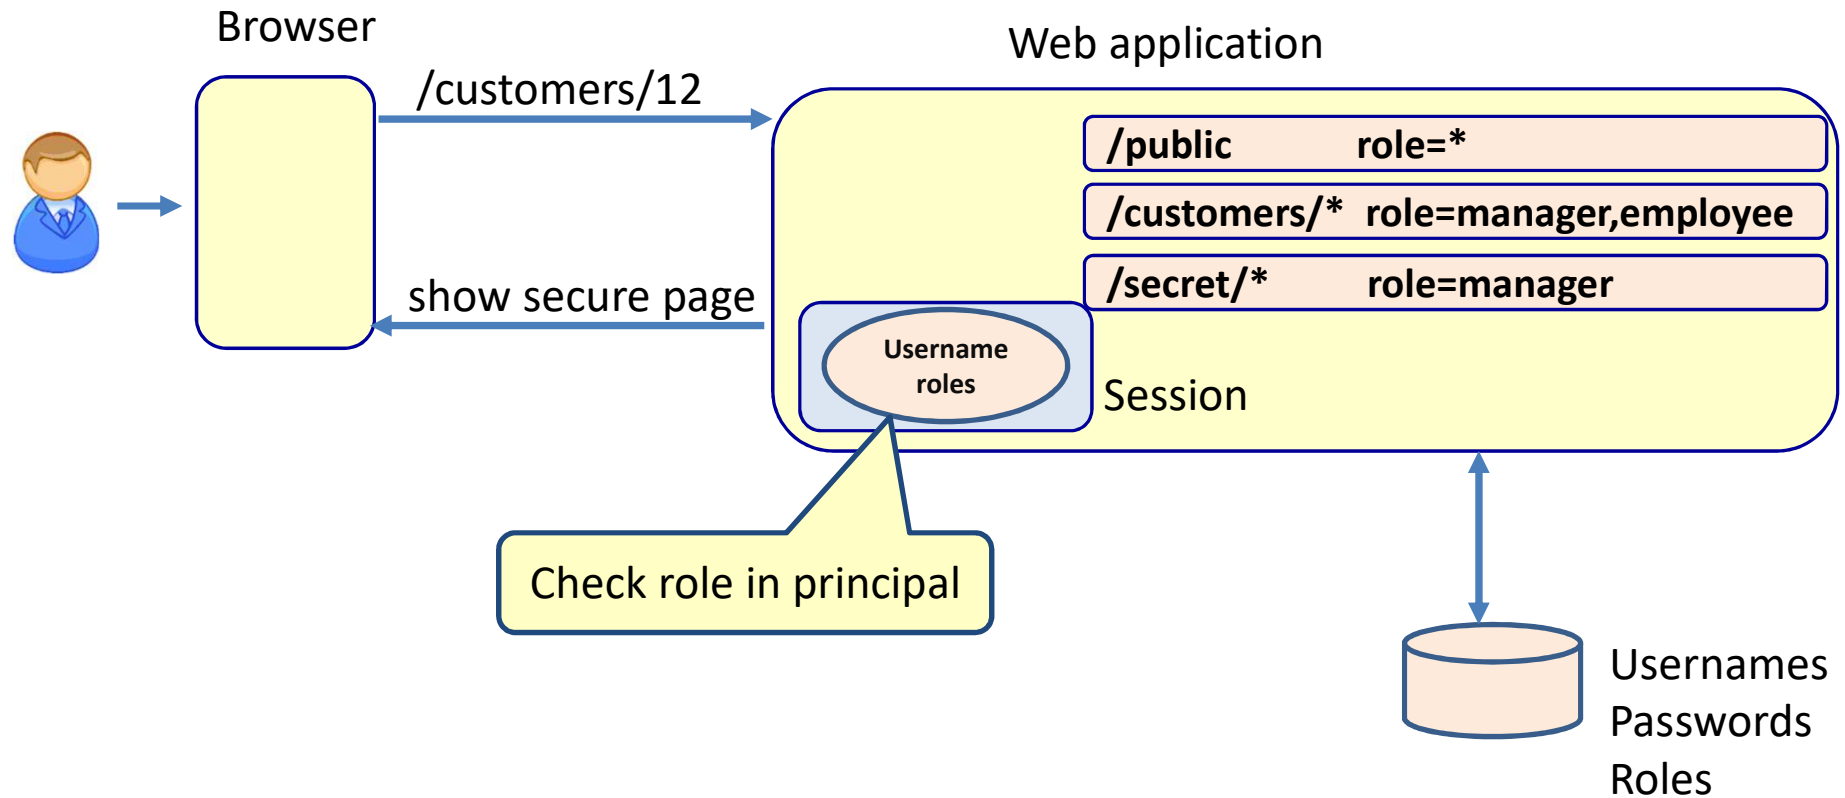 Browser
Web application
/customers/12
/public role=*
/customers/* role=manager,employee
/secret/* role=manager
show secure page
Username
roles
Session
Check role in principal
Usernames
Passwords
Roles